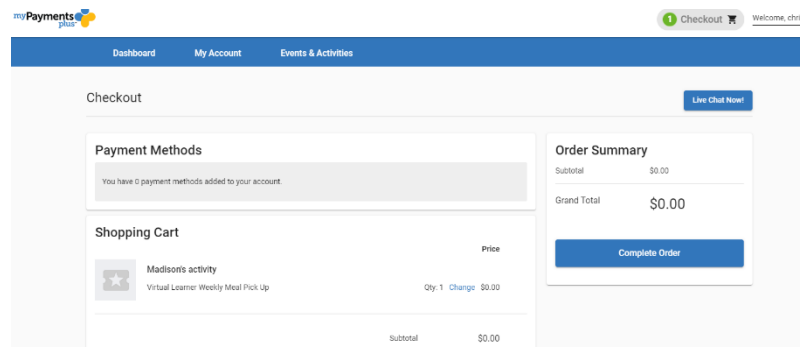 myPayments plus
1 Checkout
Welcome, chri
Dashboard My Account Events & Activities
Checkout
Live Chat Now!
Payment Methods
You have 0 payment methods added to your account.
Order Summary
Subtotal $0.00
Grand Total $0.00
Complete Order
Shopping Cart
Price
Madison's activity
Virtual Learner Weekly Meal Pick Up Qty: 1 Change $0.00
Subtotal $0.00